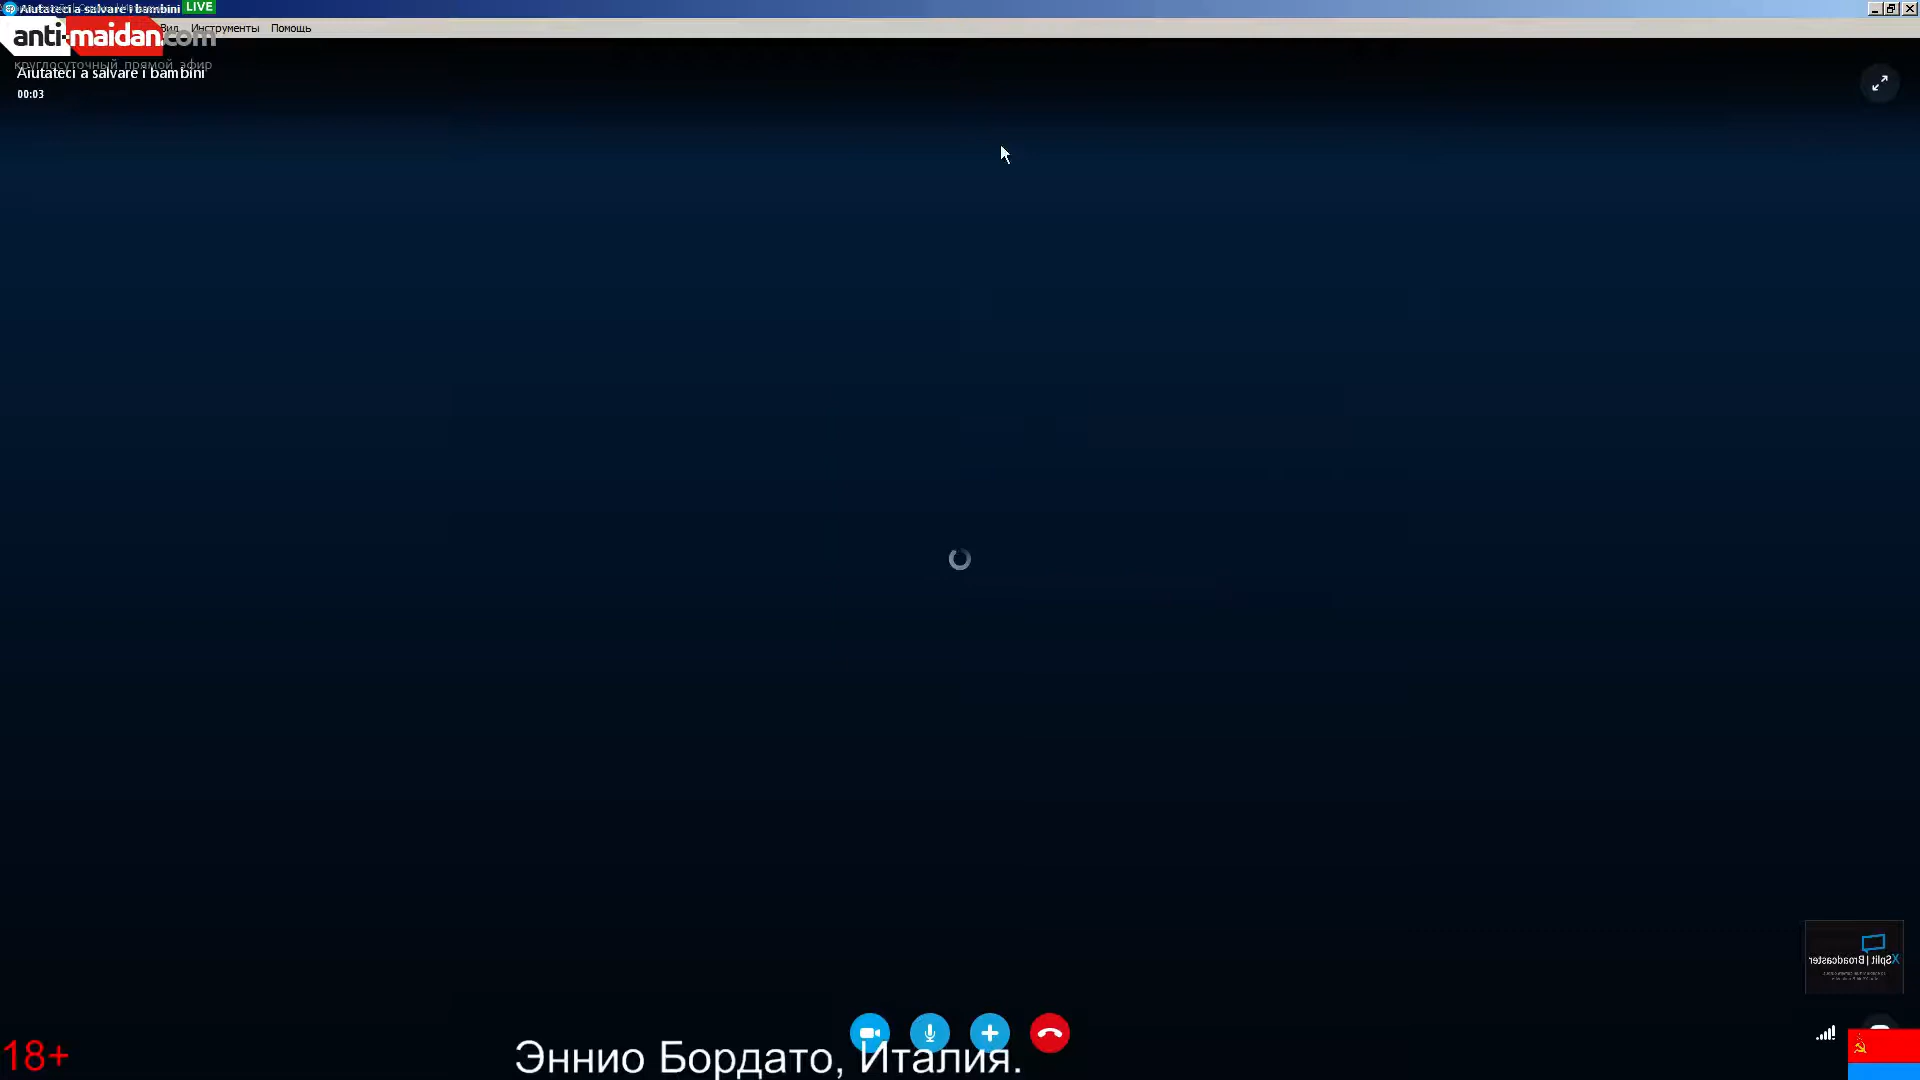 Aiutateci a salvare i bambini
LIVE
Вид Инструменты Помощь
anti-maidan.com
круглосуточный прямой эфир
Aiutateci a salvare i bambini
00:03
XSplit | Broadcaster
18+
Эннио Бордато, Италия.